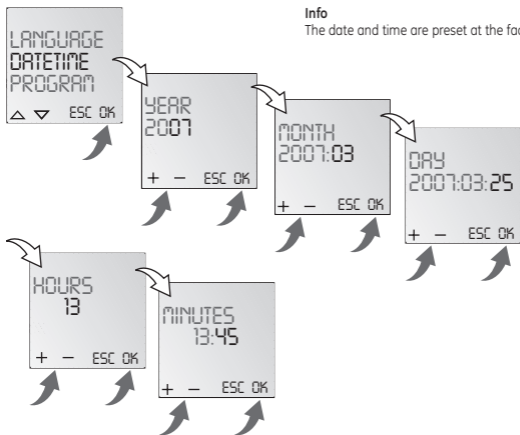 Info
The date and time are preset at the
LANGUAGE
DATETIME
PROGRAM
ESC OK
YEAR
2007
+ − ESC OK
MONTH
2007:03
+ − ESC OK
DAY
2007:03:25
+ − ESC OK
HOURS
13
+ − ESC OK
MINUTES
13:45
+ − ESC OK